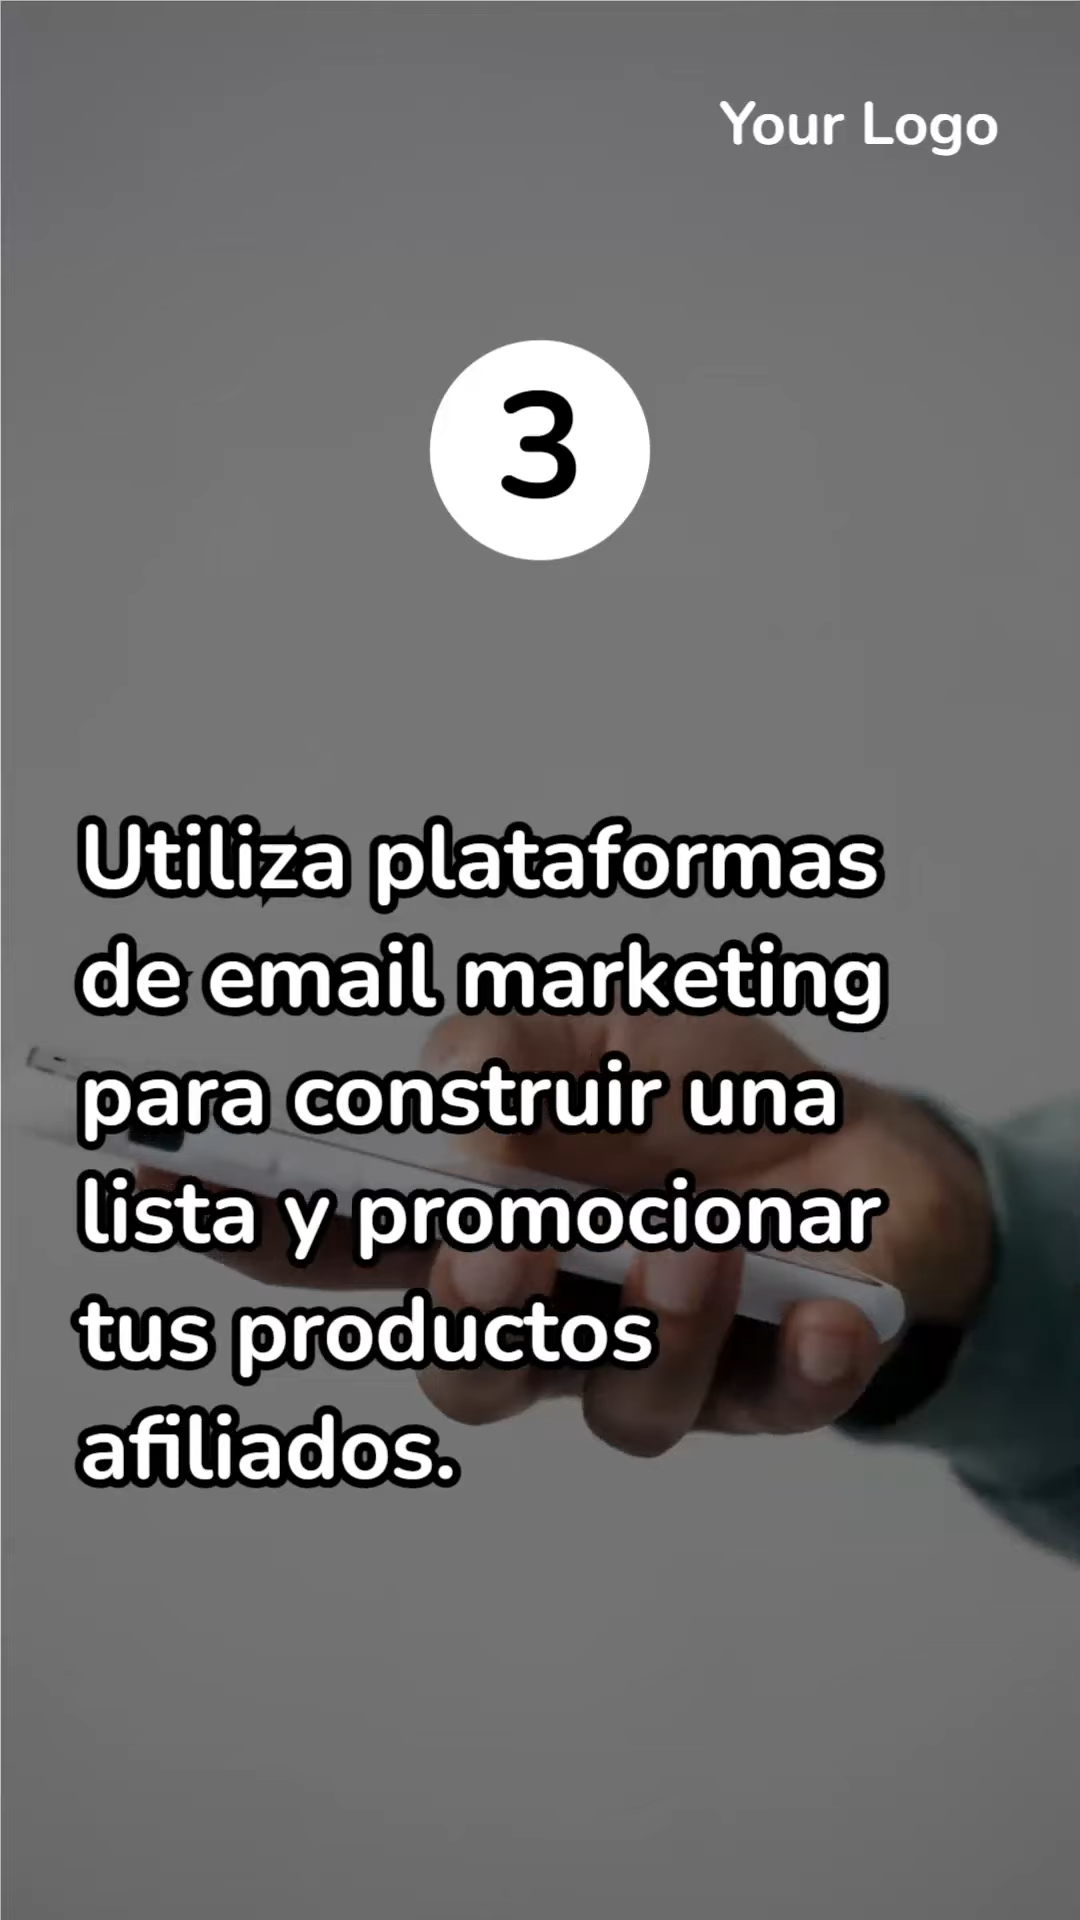 Your Logo
3
Utiliza plataformas
de email marketing
para construir una
lista y promocionar
tus productos
afiliados.